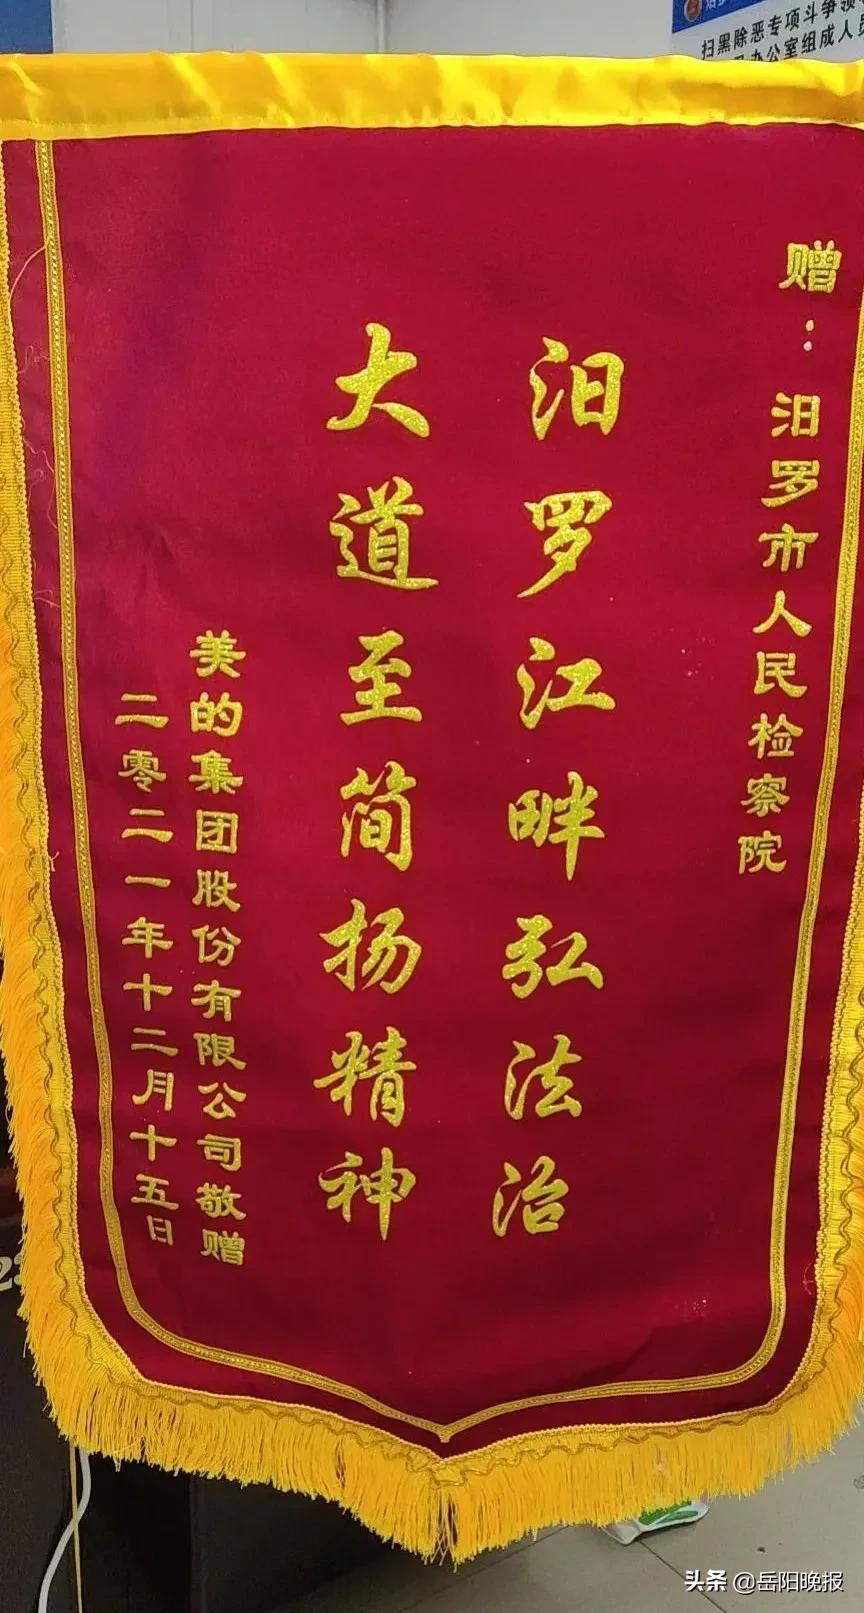 扫黑除恶专项斗争领
办公室组成人员
赠：汨罗市人民检察院
汨罗江畔弘法治
大道至简扬精神
美的集团股份有限公司敬赠
二零二一年十二月十五日
头条 @岳阳晚报